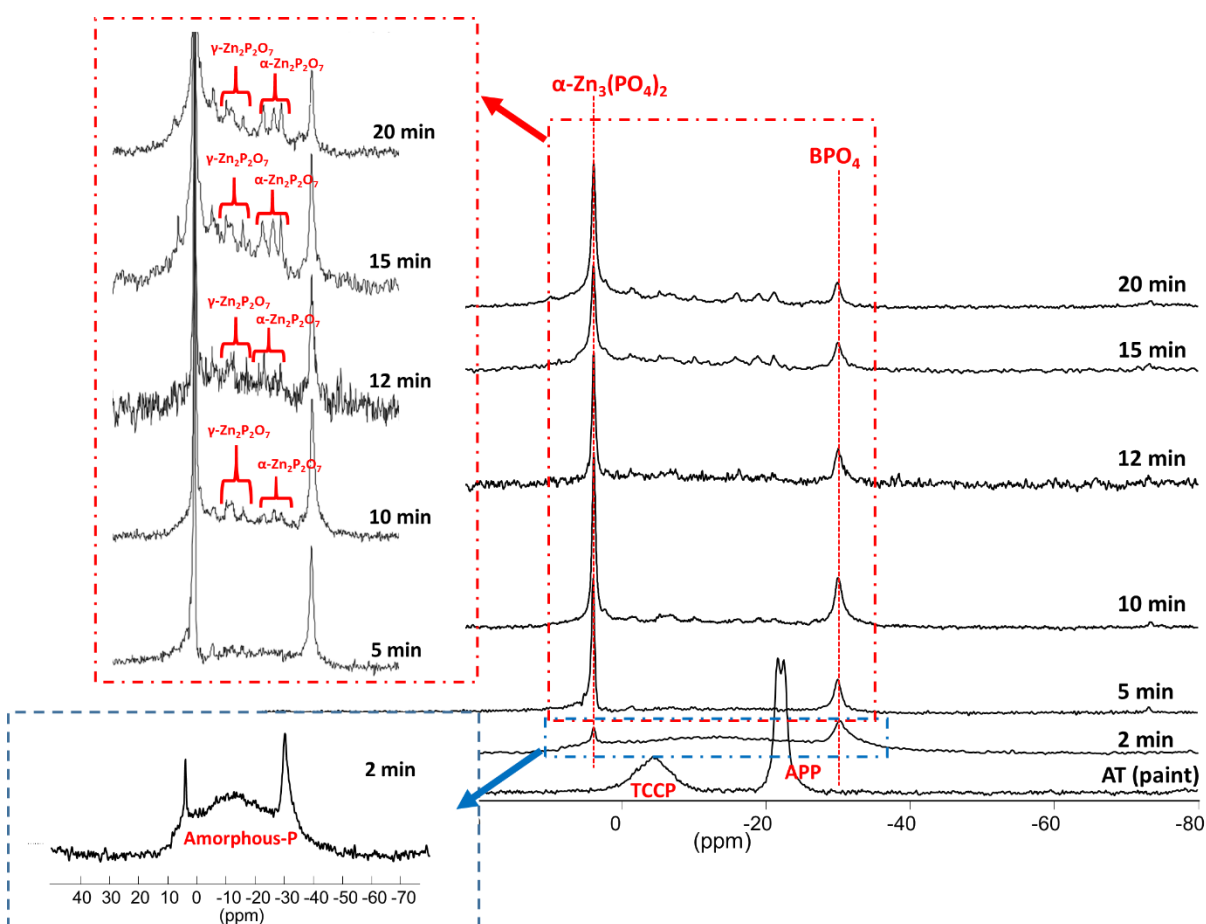 γ-Zn₂P₂O₇
α-Zn₂P₂O₇
20 min
γ-Zn₂P₂O₇
α-Zn₂P₂O₇
15 min
γ-Zn₂P₂O₇
α-Zn₂P₂O₇
12 min
γ-Zn₂P₂O₇
α-Zn₂P₂O₇
10 min
5 min
α-Zn₃(PO₄)₂
BPO₄
20 min
15 min
12 min
10 min
5 min
2 min
AT (paint)
TCCP
APP
0 -20 -40 -60 -80
(ppm)
2 min
Amorphous-P
40 30 20 10 0 -10 -20 -30 -40 -50 -60 -70
(ppm)